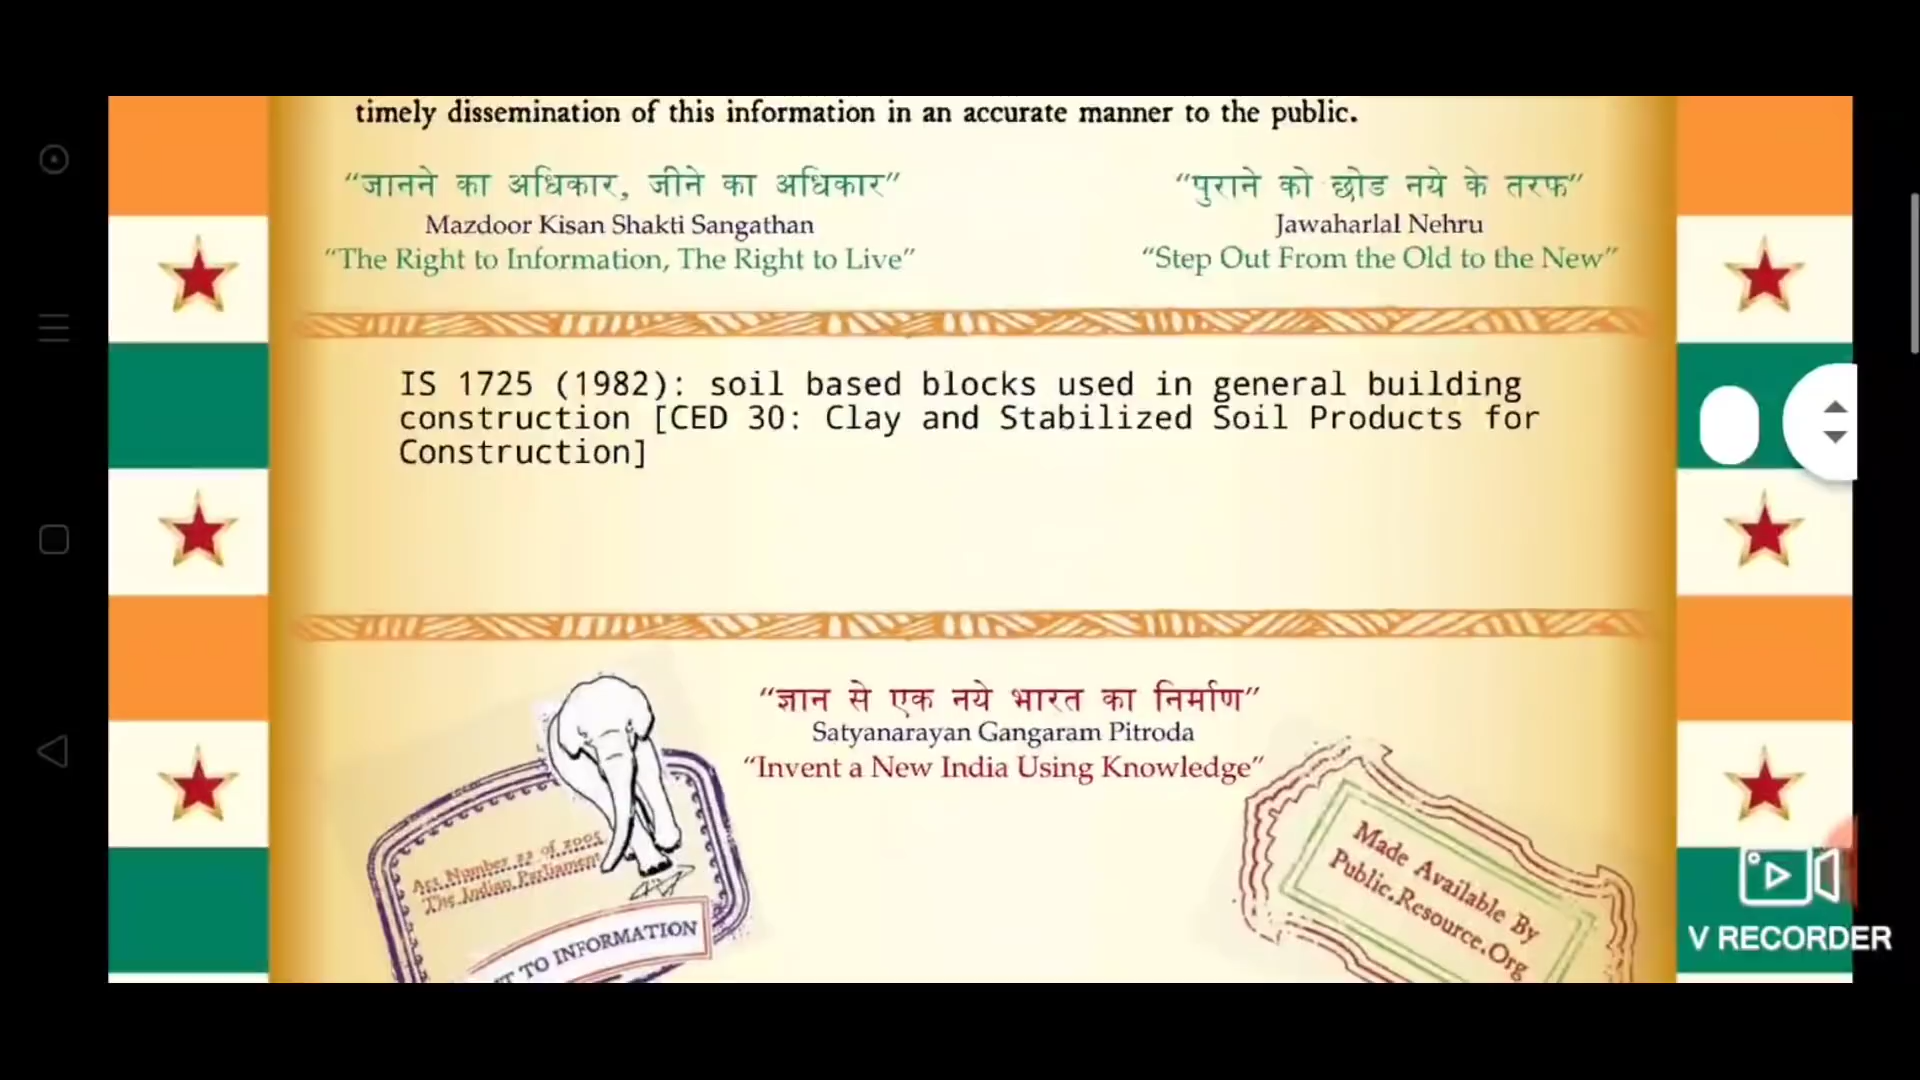 timely dissemination of this information in an accurate manner to the public.
“जानने का अधिकार, जीने का अधिकार”
Mazdoor Kisan Shakti Sangathan
“The Right to Information, The Right to Live”
“पुराने को छोड नये के तरफ”
Jawaharlal Nehru
“Step Out From the Old to the New”
IS 1725 (1982): soil based blocks used in general building
construction [CED 30: Clay and Stabilized Soil Products for
Construction]
“ज्ञान से एक नये भारत का निर्माण”
Satyanarayan Gangaram Pitroda
“Invent a New India Using Knowledge”
Act Number 22 of 2005
The Indian Parliament
TO INFORMATION
Made Available By
Public.Resource.Org
V RECORDER